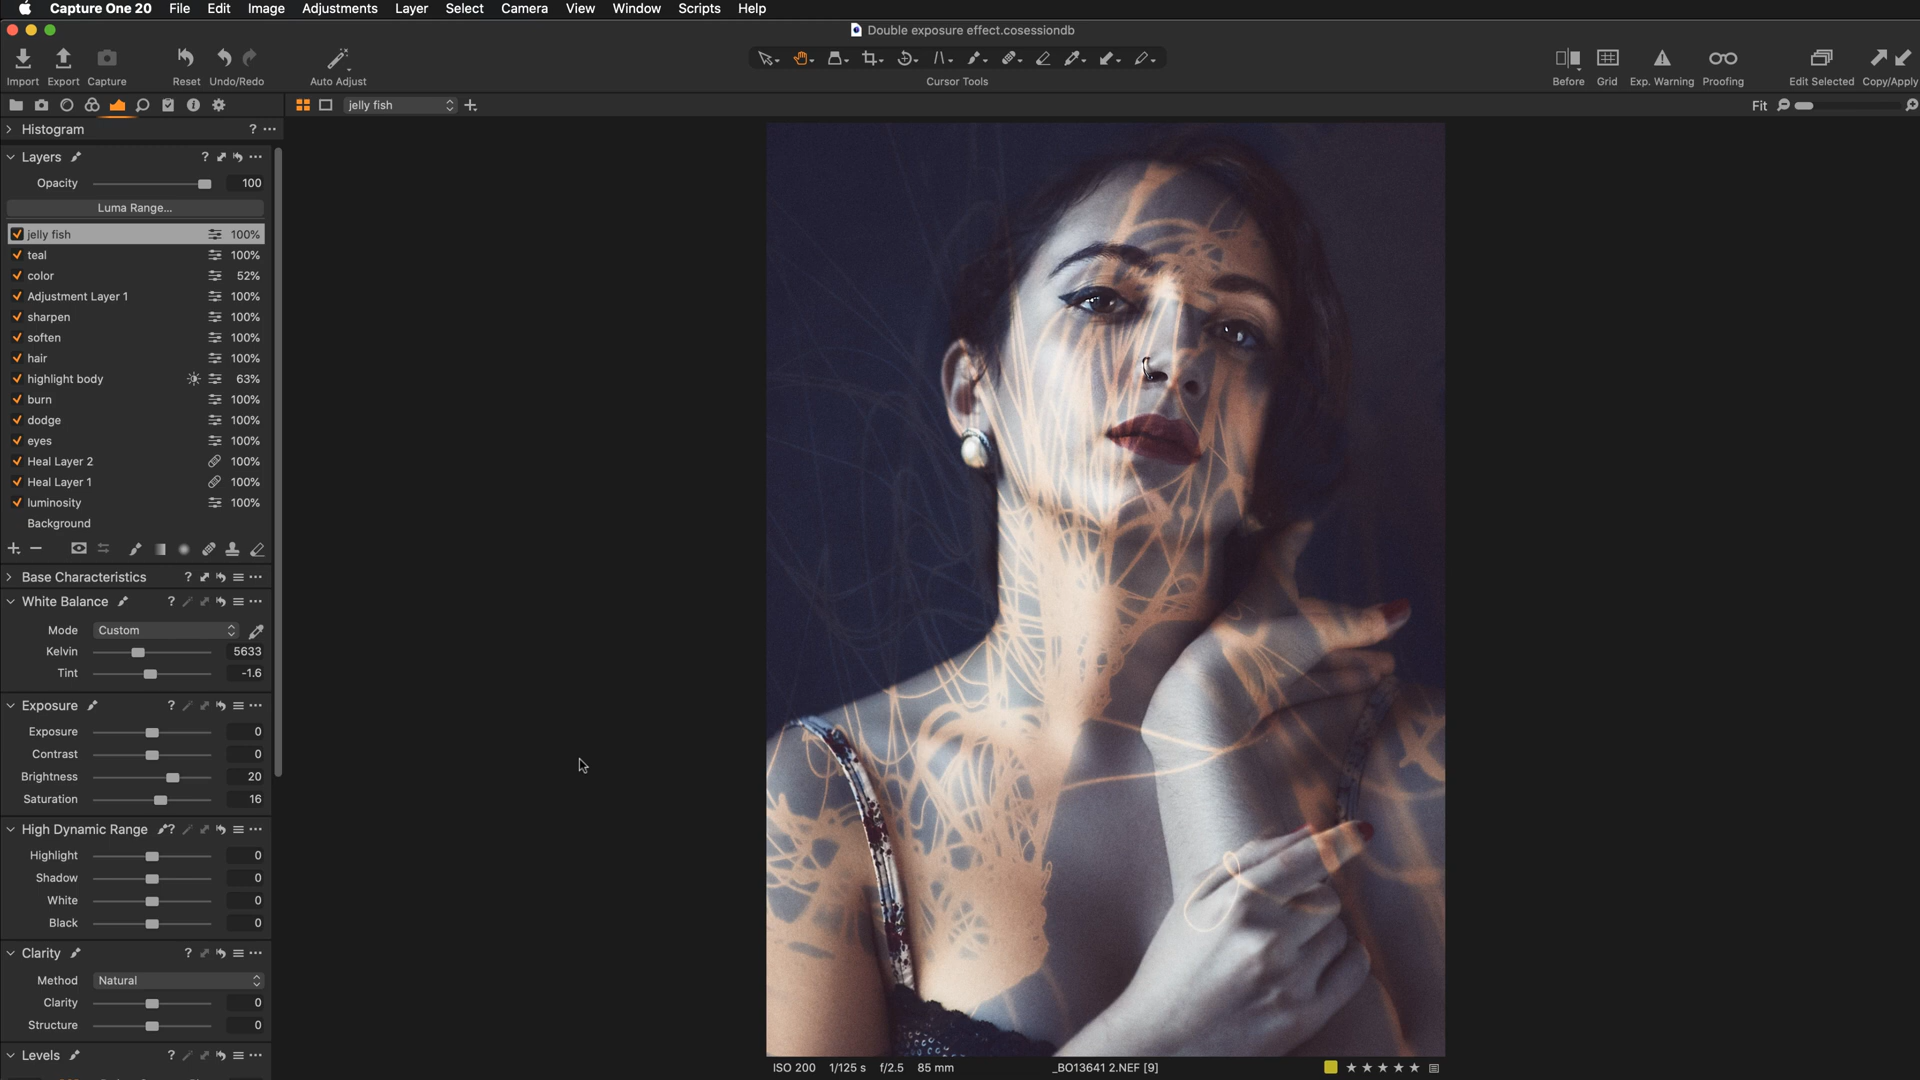 Capture One 20 File Edit Image Adjustments Layer Select Camera View Window Scripts Help
Double exposure effect.cosessiondb
Import Export Capture Reset Undo/Redo Auto Adjust Cursor Tools Before Grid Exp. Warning Proofing Edit Selected Copy/Apply
jelly fish Fit
Histogram ?
Layers ?
Opacity 100
Luma Range...
jelly fish 100%
teal 100%
color 52%
Adjustment Layer 1 100%
sharpen 100%
soften 100%
hair 100%
highlight body 63%
burn 100%
dodge 100%
eyes 100%
Heal Layer 2 100%
Heal Layer 1 100%
luminosity 100%
Background
Base Characteristics ?
White Balance ?
Mode Custom
Kelvin 5633
Tint -1.6
Exposure ?
Exposure 0
Contrast 0
Brightness 20
Saturation 16
High Dynamic Range ?
Highlight 0
Shadow 0
White 0
Black 0
Clarity ?
Method Natural
Clarity 0
Structure 0
Levels ?
ISO 200 1/125 s f/2.5 85 mm _BO13641 2.NEF [9]